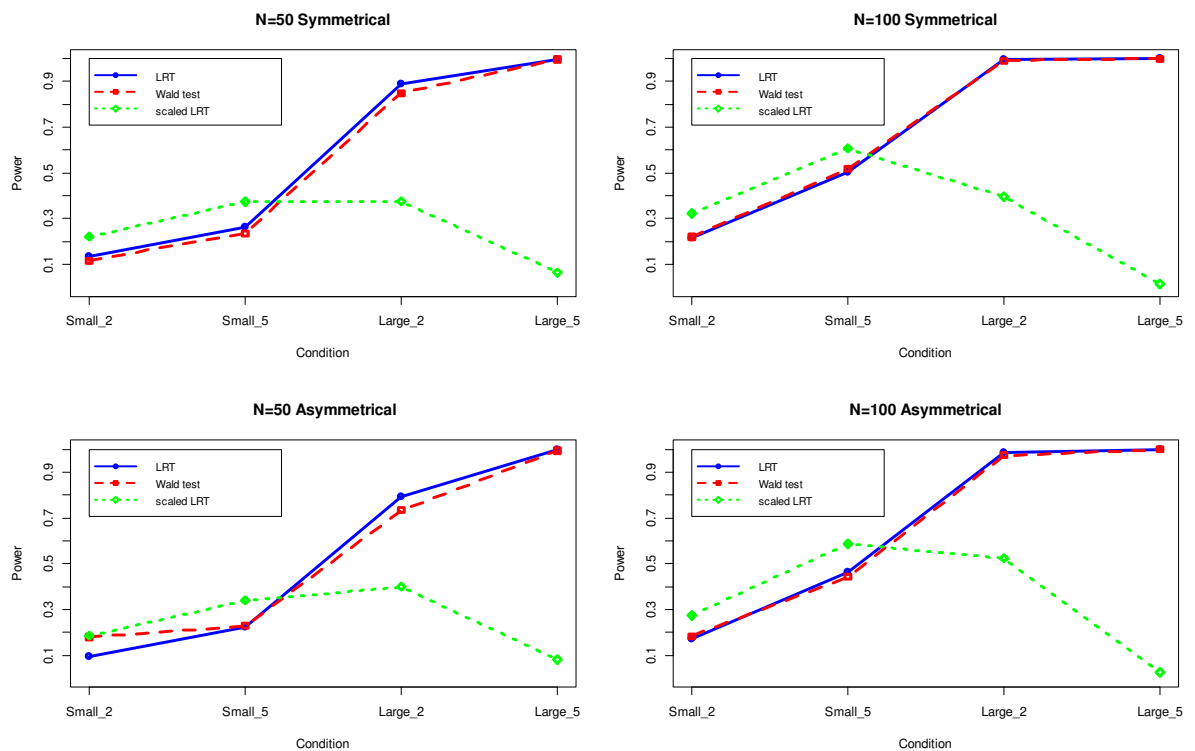 N=50 Symmetrical
LRT
Wald test
scaled LRT
Power
0.1
0.3
0.5
0.7
0.9
Small_2
Small_5
Large_2
Large_5
Condition
N=100 Symmetrical
LRT
Wald test
scaled LRT
Power
0.1
0.3
0.5
0.7
0.9
Small_2
Small_5
Large_2
Large_5
Condition
N=50 Asymmetrical
LRT
Wald test
scaled LRT
Power
0.1
0.3
0.5
0.7
0.9
Small_2
Small_5
Large_2
Large_5
Condition
N=100 Asymmetrical
LRT
Wald test
scaled LRT
Power
0.1
0.3
0.5
0.7
0.9
Small_2
Small_5
Large_2
Large_5
Condition